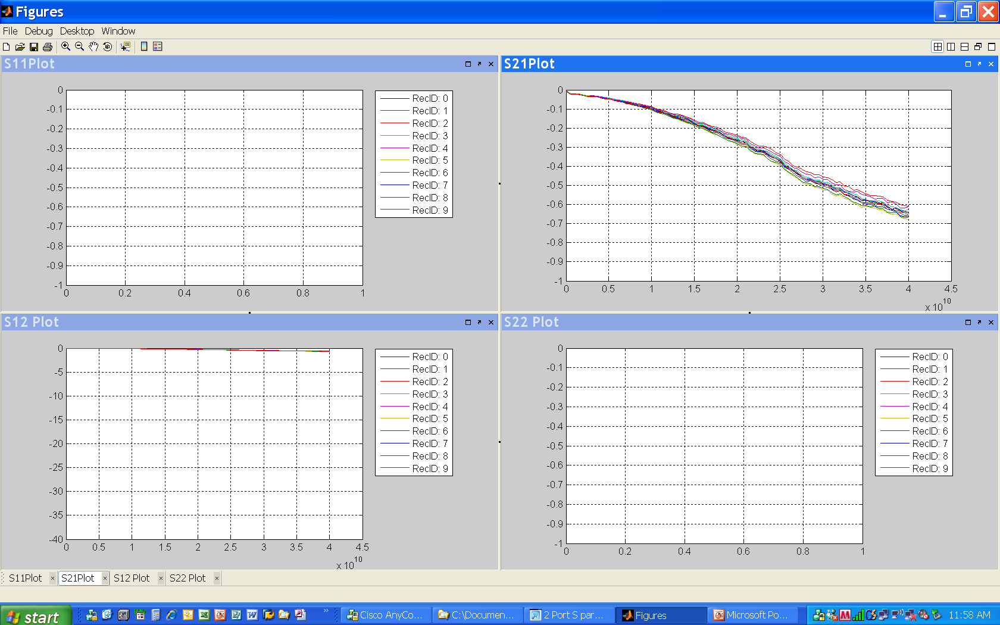 Figures
File Debug Desktop Window
S11Plot
0
-0.1
-0.2
-0.3
-0.4
-0.5
-0.6
-0.7
-0.8
-0.9
-1
0 0.2 0.4 0.6 0.8 1
RecID: 0
RecID: 1
RecID: 2
RecID: 3
RecID: 4
RecID: 5
RecID: 6
RecID: 7
RecID: 8
RecID: 9
S21Plot
0
-0.1
-0.2
-0.3
-0.4
-0.5
-0.6
-0.7
-0.8
-0.9
-1
0 0.5 1 1.5 2 2.5 3 3.5 4 4.5
x 10^10
S12 Plot
0
-5
-10
-15
-20
-25
-30
-35
-40
0 0.5 1 1.5 2 2.5 3 3.5 4 4.5
x 10^10
RecID: 0
RecID: 1
RecID: 2
RecID: 3
RecID: 4
RecID: 5
RecID: 6
RecID: 7
RecID: 8
RecID: 9
S22 Plot
0
-0.1
-0.2
-0.3
-0.4
-0.5
-0.6
-0.7
-0.8
-0.9
-1
0 0.2 0.4 0.6 0.8 1
RecID: 0
RecID: 1
RecID: 2
RecID: 3
RecID: 4
RecID: 5
RecID: 6
RecID: 7
RecID: 8
RecID: 9
S11Plot S21Plot S12 Plot S22 Plot
start Cisco AnyCo... C:\Documen... 2 Port S par... Figures Microsoft Po... 11:58 AM